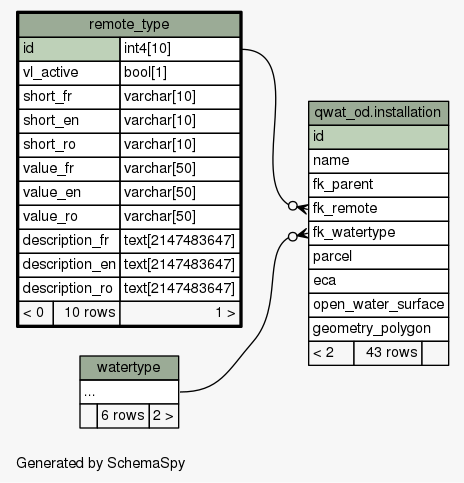 remote_type
id int4[10]
vl_active bool[1]
short_fr varchar[10]
short_en varchar[10]
short_ro varchar[10]
value_fr varchar[50]
value_en varchar[50]
value_ro varchar[50]
description_fr text[2147483647]
description_en text[2147483647]
description_ro text[2147483647]
< 0 10 rows 1 >
qwat_od.installation
id
name
fk_parent
fk_remote
fk_watertype
parcel
eca
open_water_surface
geometry_polygon
< 2 43 rows
watertype
...
6 rows 2 >
Generated by SchemaSpy